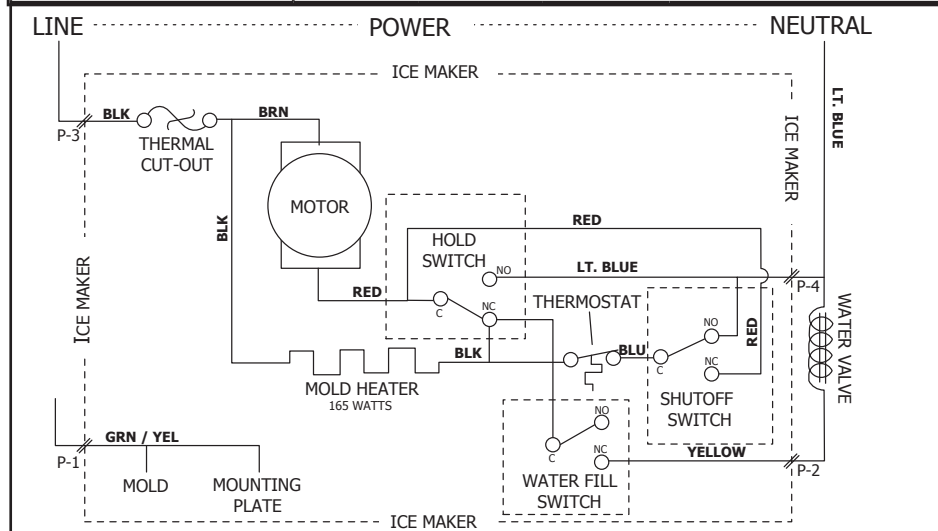 LINE POWER NEUTRAL
ICE MAKER
BLK
BRN
P-3
THERMAL
CUT-OUT
LT. BLUE
ICE MAKER
MOTOR
BLK
HOLD
SWITCH
RED
NO
LT. BLUE
P-4
RED
C
NC
THERMOSTAT
ICE MAKER
BLK
BLU
C
NO
NC
RED
WATER VALVE
MOLD HEATER
165 WATTS
SHUTOFF
SWITCH
NO
GRN / YEL
C
NC
YELLOW
P-1
P-2
MOLD
MOUNTING
PLATE
WATER FILL
SWITCH
ICE MAKER